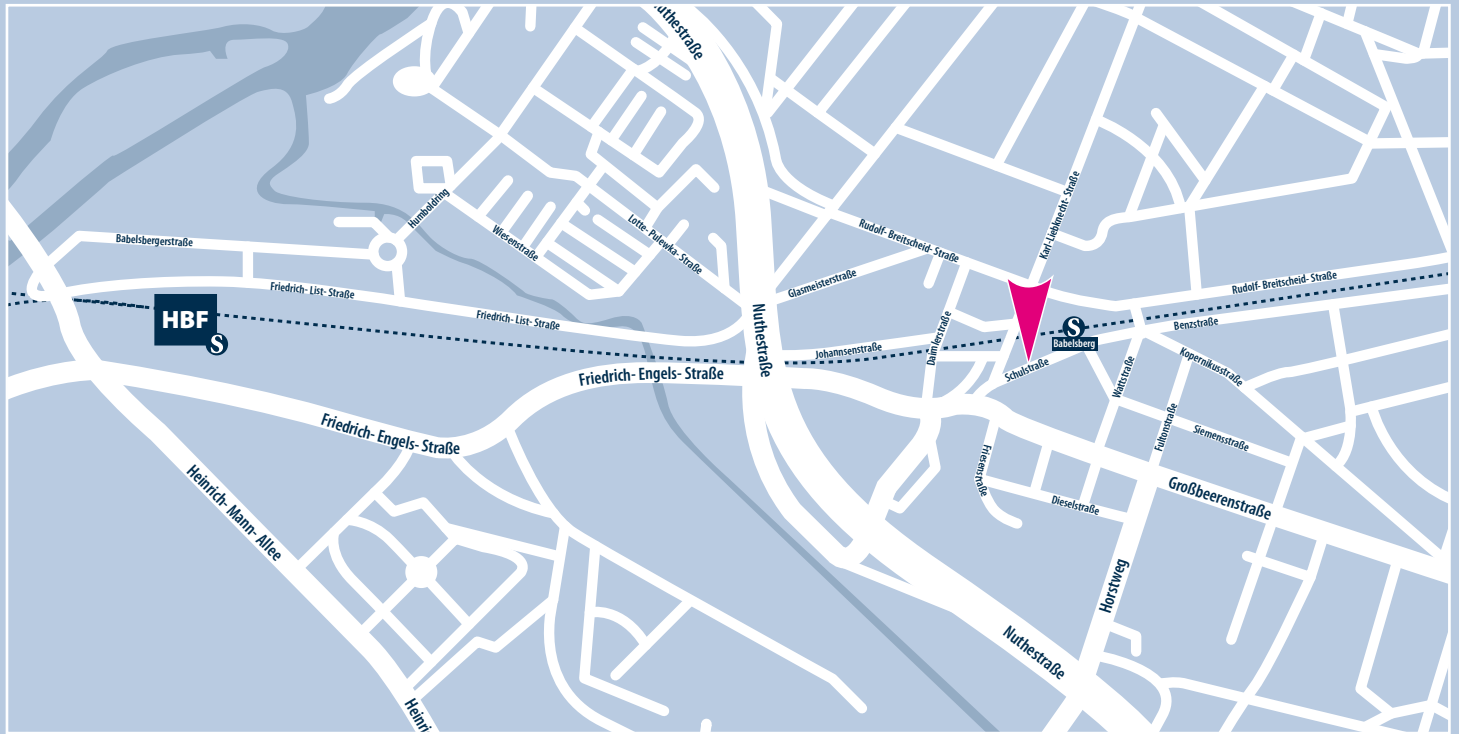 Nuthestraße
Karl-Liebknecht-Straße
Humboldring
Wiesenstraße
Lotte- Pulewka- Straße
Rudolf- Breitscheid- Straße
Babelsbergerstraße
Glasmeisterstraße
Rudolf- Breitscheid- Straße
Friedrich- List- Straße
Friedrich- List- Straße
HBF
S
Nuthestraße
Johannsenstraße
Daimlerstraße
S
Babelsberg
Benzstraße
Schulstraße
Kopernikusstraße
Wattstraße
Friedrich- Engels- Straße
Friedrich- Engels- Straße
Fultonstraße
Siemensstraße
Friesenstraße
Großbeerenstraße
Dieselstraße
Heinrich- Mann- Allee
Horstweg
Nuthestraße
Heinri